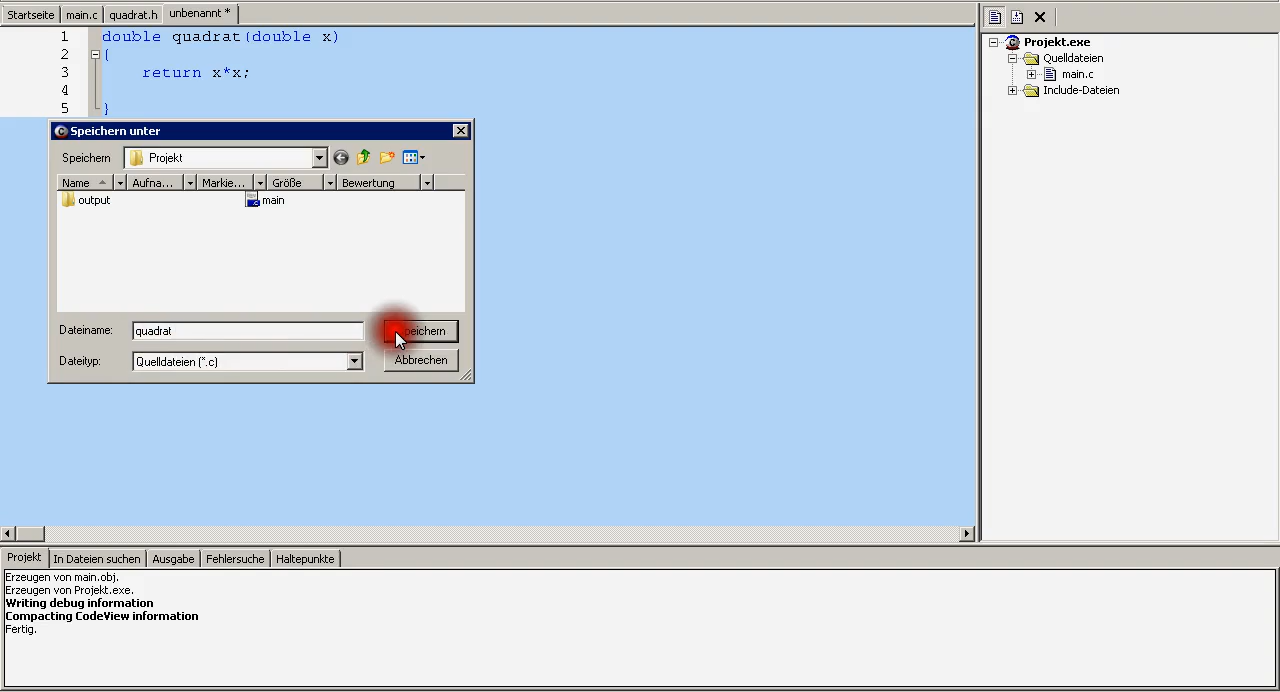 Startseite main.c quadrat.h unbenannt *
1 double quadrat(double x)
2 {
3 return x*x;
4
5 }
Speichern unter
Speichern Projekt
Name Aufna... Markie... Größe Bewertung
output main
Dateiname: quadrat peichern
Dateityp: Quelldateien (*.c) Abbrechen
Projekt.exe
Quelldateien
main.c
Include-Dateien
Projekt In Dateien suchen Ausgabe Fehlersuche Haltepunkte
Erzeugen von main.obj.
Erzeugen von Projekt.exe.
Writing debug information
Compacting CodeView information
Fertig.